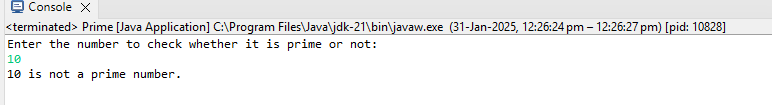 Console
<terminated> Prime [Java Application] C:\Program Files\Java\jdk-21\bin\javaw.exe (31-Jan-2025, 12:26:24 pm – 12:26:27 pm) [pid: 10828]
Enter the number to check whether it is prime or not:
10
10 is not a prime number.